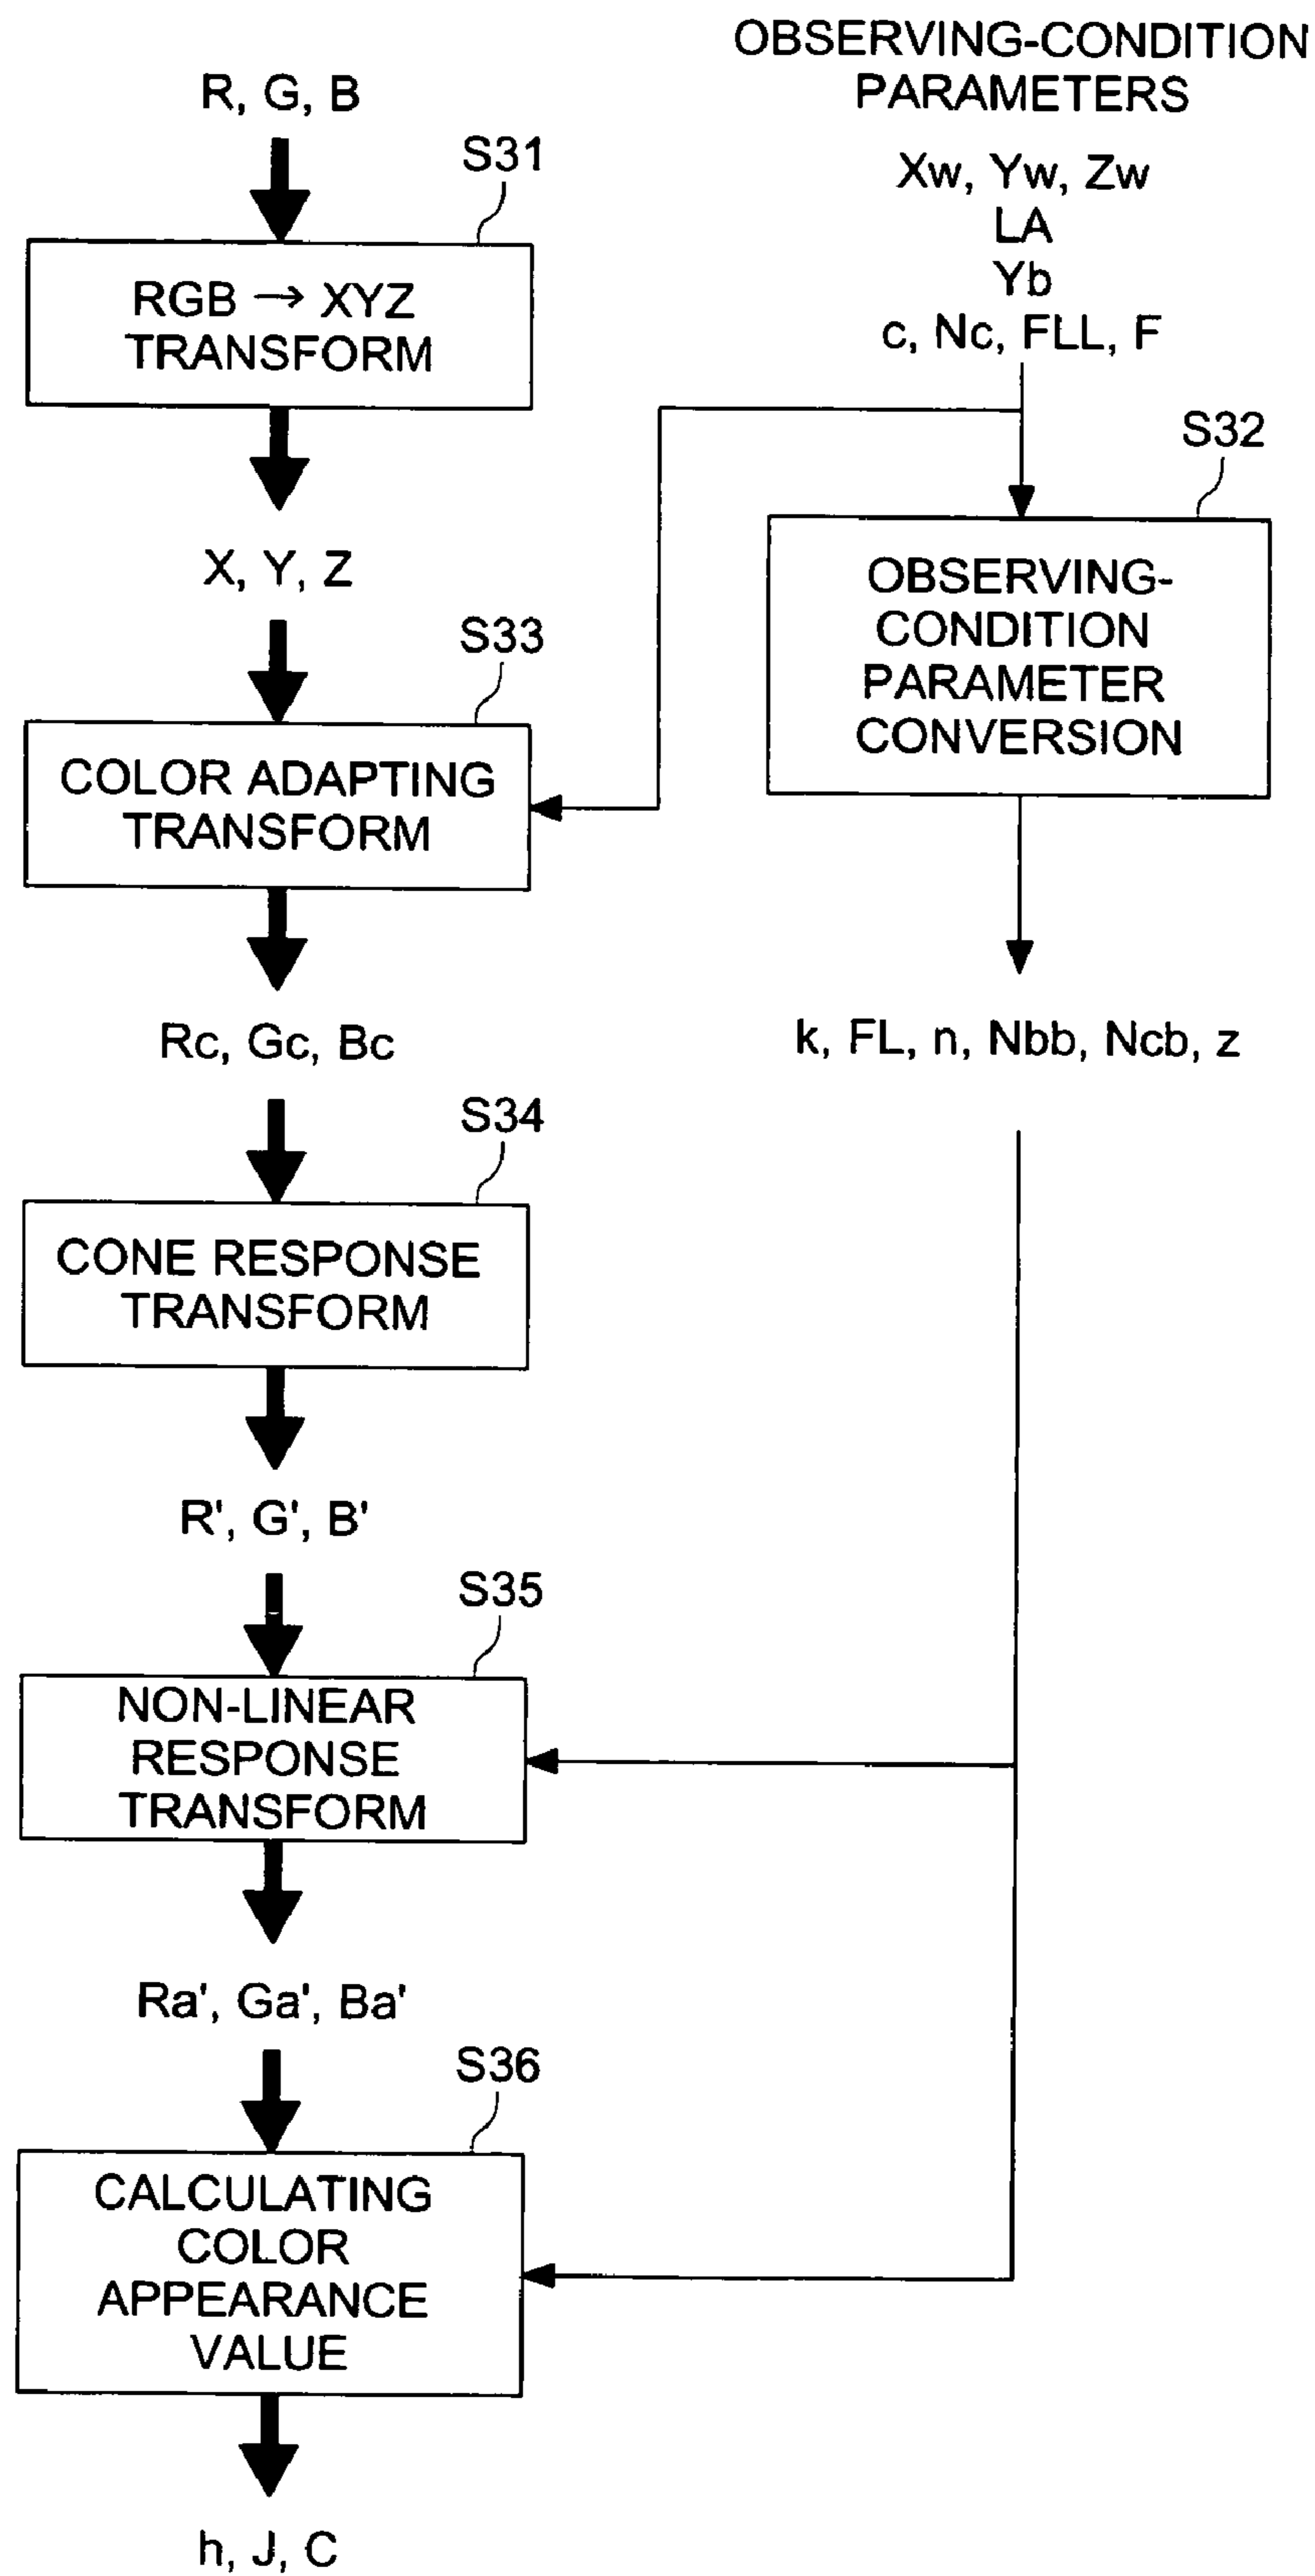 OBSERVING-CONDITION
PARAMETERS
R, G, B
Xw, Yw, Zw
LA
Yb
c, Nc, FLL, F
S31
RGB → XYZ
TRANSFORM
S32
OBSERVING-
CONDITION
PARAMETER
CONVERSION
X, Y, Z
S33
COLOR ADAPTING
TRANSFORM
Rc, Gc, Bc
k, FL, n, Nbb, Ncb, z
S34
CONE RESPONSE
TRANSFORM
R', G', B'
S35
NON-LINEAR
RESPONSE
TRANSFORM
Ra', Ga', Ba'
S36
CALCULATING
COLOR
APPEARANCE
VALUE
h, J, C